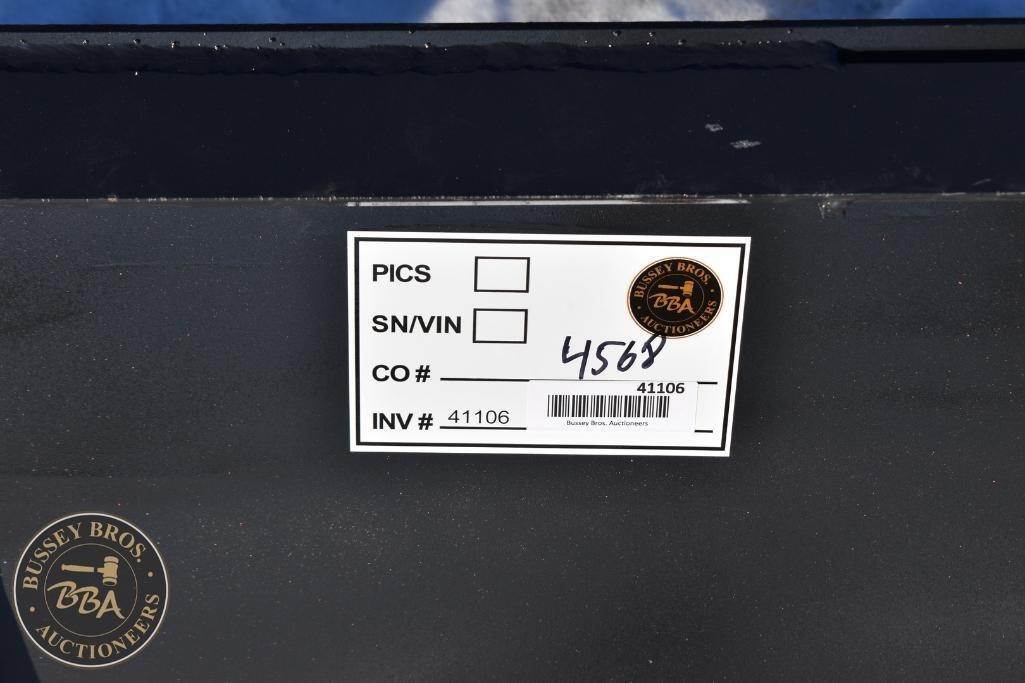 PICS
BUSSEY BROS.
BBA
AUCTIONEERS
SN/VIN
4568
CO #
41106
INV # 41106
Bussey Bros. Auctioneers
BUSSEY BROS.
BBA
AUCTIONEERS